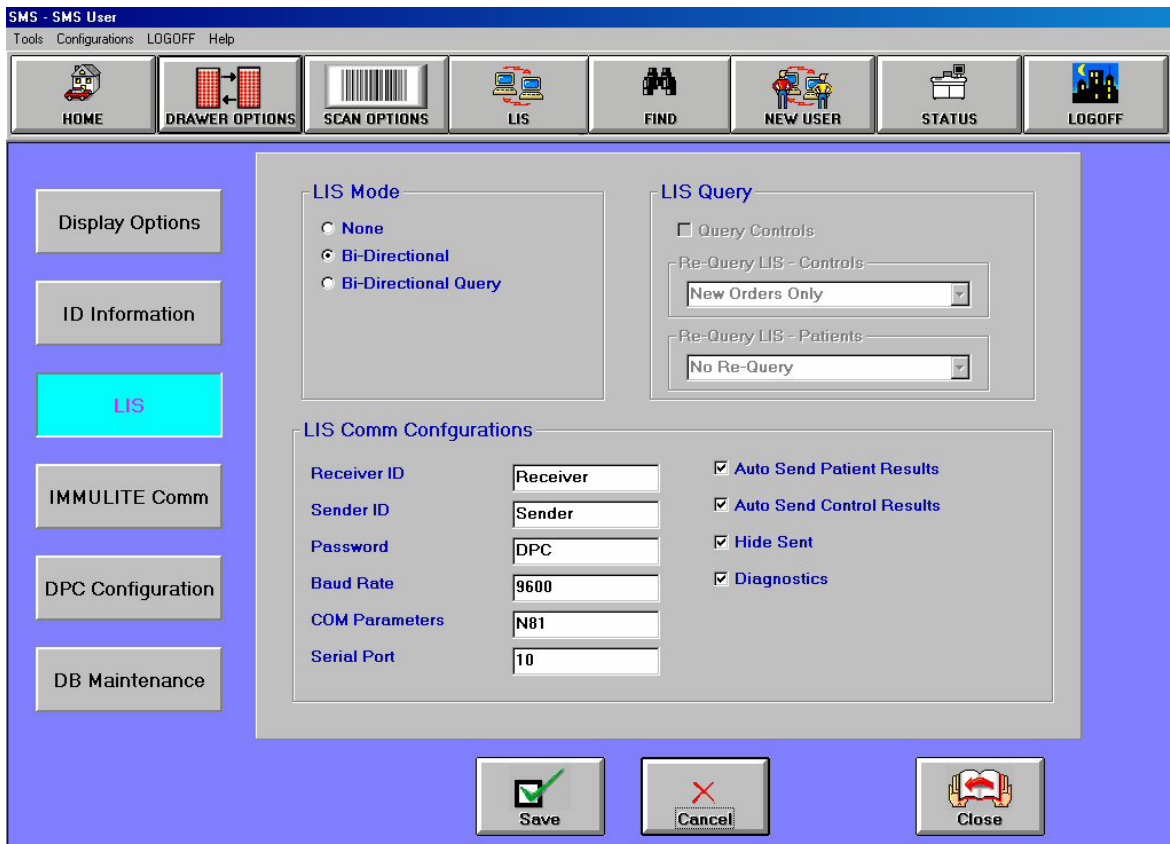 SMS - SMS User
Tools Configurations LOGOFF Help
HOME
DRAWER OPTIONS
SCAN OPTIONS
LIS
FIND
NEW USER
STATUS
LOGOFF
Display Options
ID Information
LIS
IMMULITE Comm
DPC Configuration
DB Maintenance
LIS Mode
None
Bi-Directional
Bi-Directional Query
LIS Query
Query Controls
Re-Query LIS - Controls
New Orders Only
Re-Query LIS - Patients
No Re-Query
LIS Comm Confgurations
Receiver ID Receiver
Sender ID Sender
Password DPC
Baud Rate 9600
COM Parameters N81
Serial Port 10
Auto Send Patient Results
Auto Send Control Results
Hide Sent
Diagnostics
Save
Cancel
Close